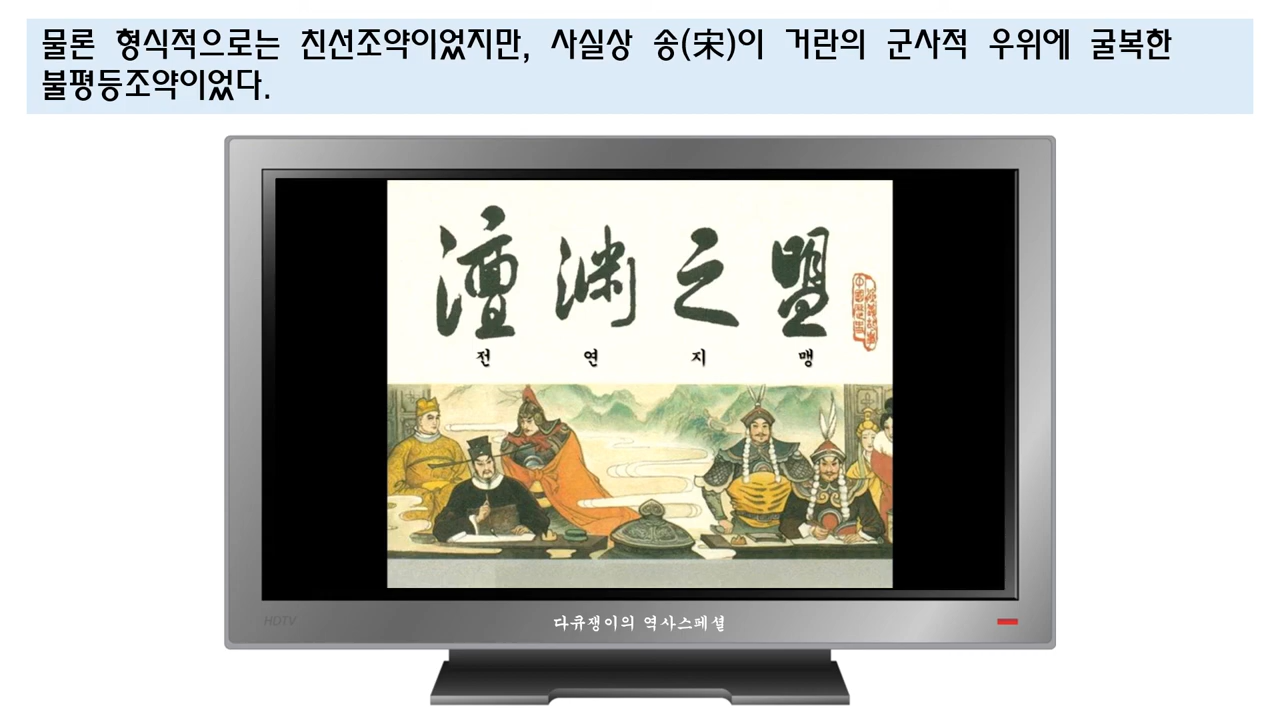 물론 형식적으로는 친선조약이었지만, 사실상 송(宋)이 거란의 군사적 우위에 굴복한
불평등조약이었다.
澶淵之盟
전 연 지 맹
HDTV
다큐쟁이의 역사스페셜